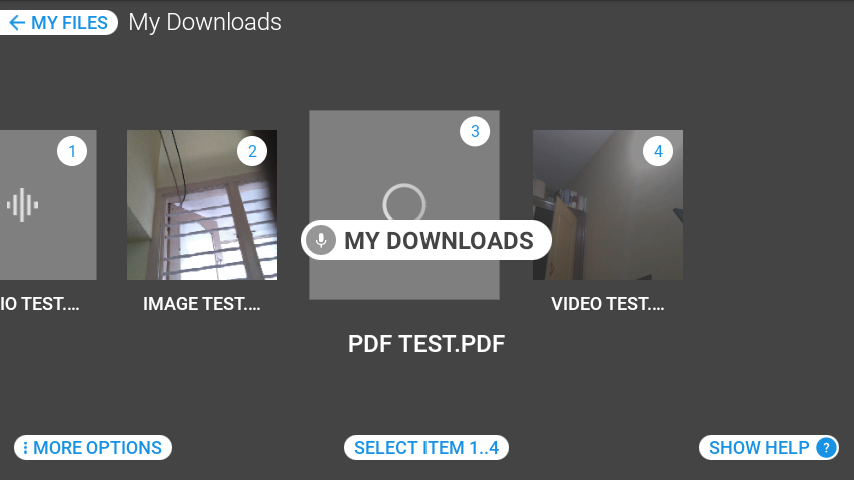 MY FILES
My Downloads
1
2
3
4
MY DOWNLOADS
IO TEST....
IMAGE TEST....
VIDEO TEST....
PDF TEST.PDF
MORE OPTIONS
SELECT ITEM 1..4
SHOW HELP ?